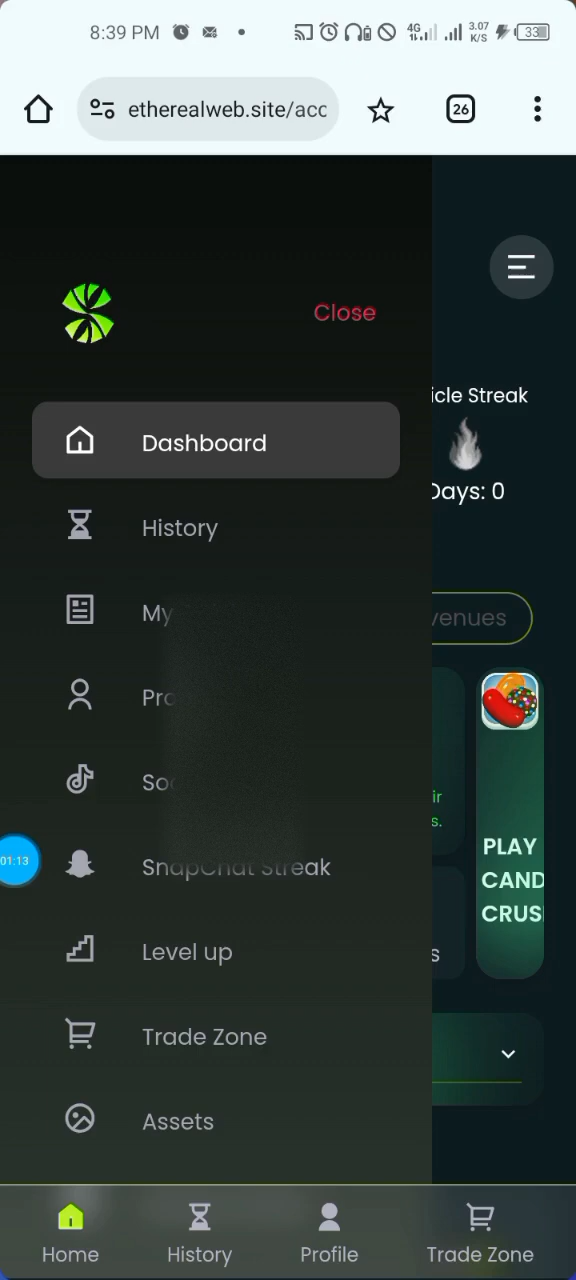 8:39 PM
4G
3.07
K/S
33
etherealweb.site/acc
26
Close
icle Streak
Days: 0
Dashboard
History
My
venues
Pro
Soc
ir
s.
SnapChat Streak
PLAY
CAND
CRUS
01:13
Level up
s
Trade Zone
Assets
Home
History
Profile
Trade Zone